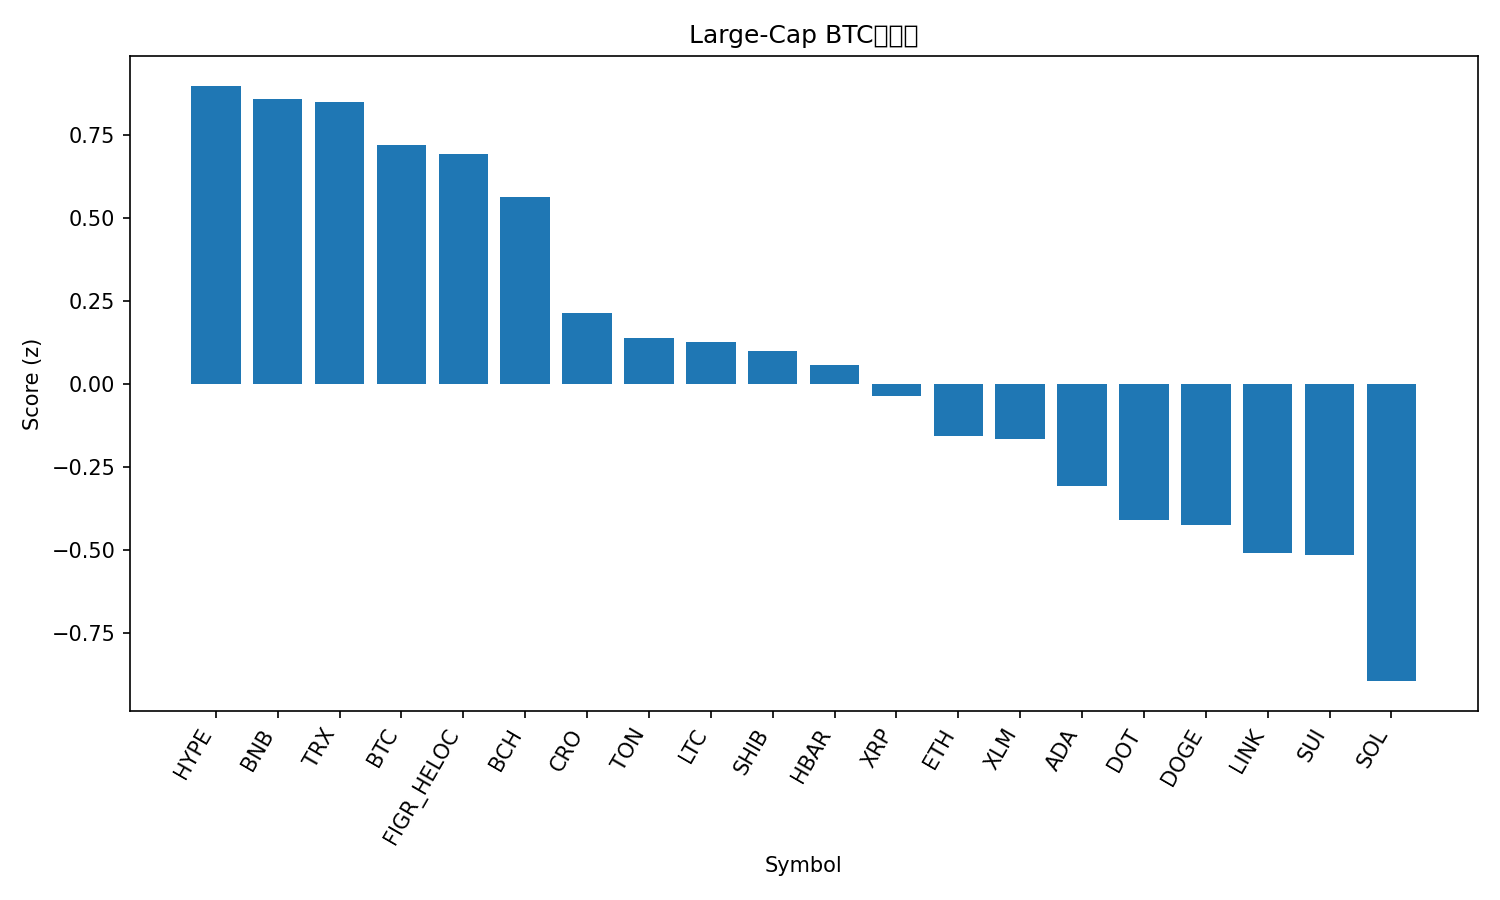 Large-Cap BTC
Score (z)
0.75
0.50
0.25
0.00
−0.25
−0.50
−0.75
HYPE
BNB
TRX
BTC
FIGR_HELOC
BCH
CRO
TON
LTC
SHIB
HBAR
XRP
ETH
XLM
ADA
DOT
DOGE
LINK
SUI
SOL
Symbol